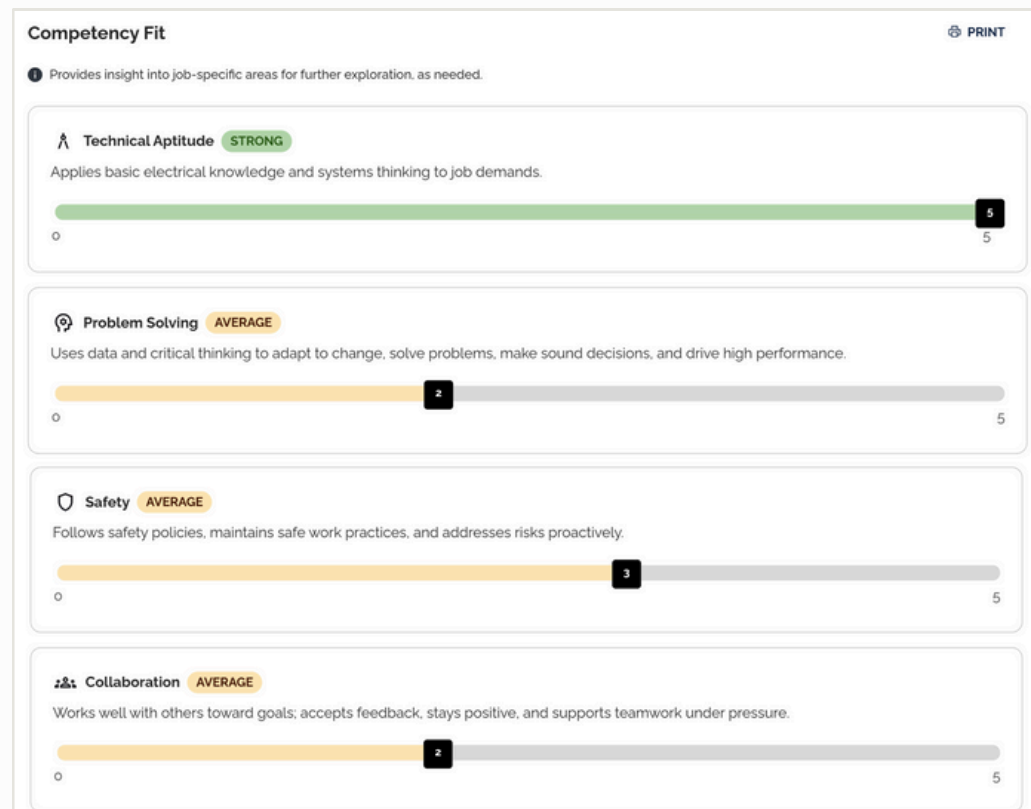 Competency Fit
PRINT
Provides insight into job-specific areas for further exploration, as needed.
Technical Aptitude STRONG
Applies basic electrical knowledge and systems thinking to job demands.
5
0 5
Problem Solving AVERAGE
Uses data and critical thinking to adapt to change, solve problems, make sound decisions, and drive high performance.
2
0 5
Safety AVERAGE
Follows safety policies, maintains safe work practices, and addresses risks proactively.
3
0 5
Collaboration AVERAGE
Works well with others toward goals; accepts feedback, stays positive, and supports teamwork under pressure.
2
0 5